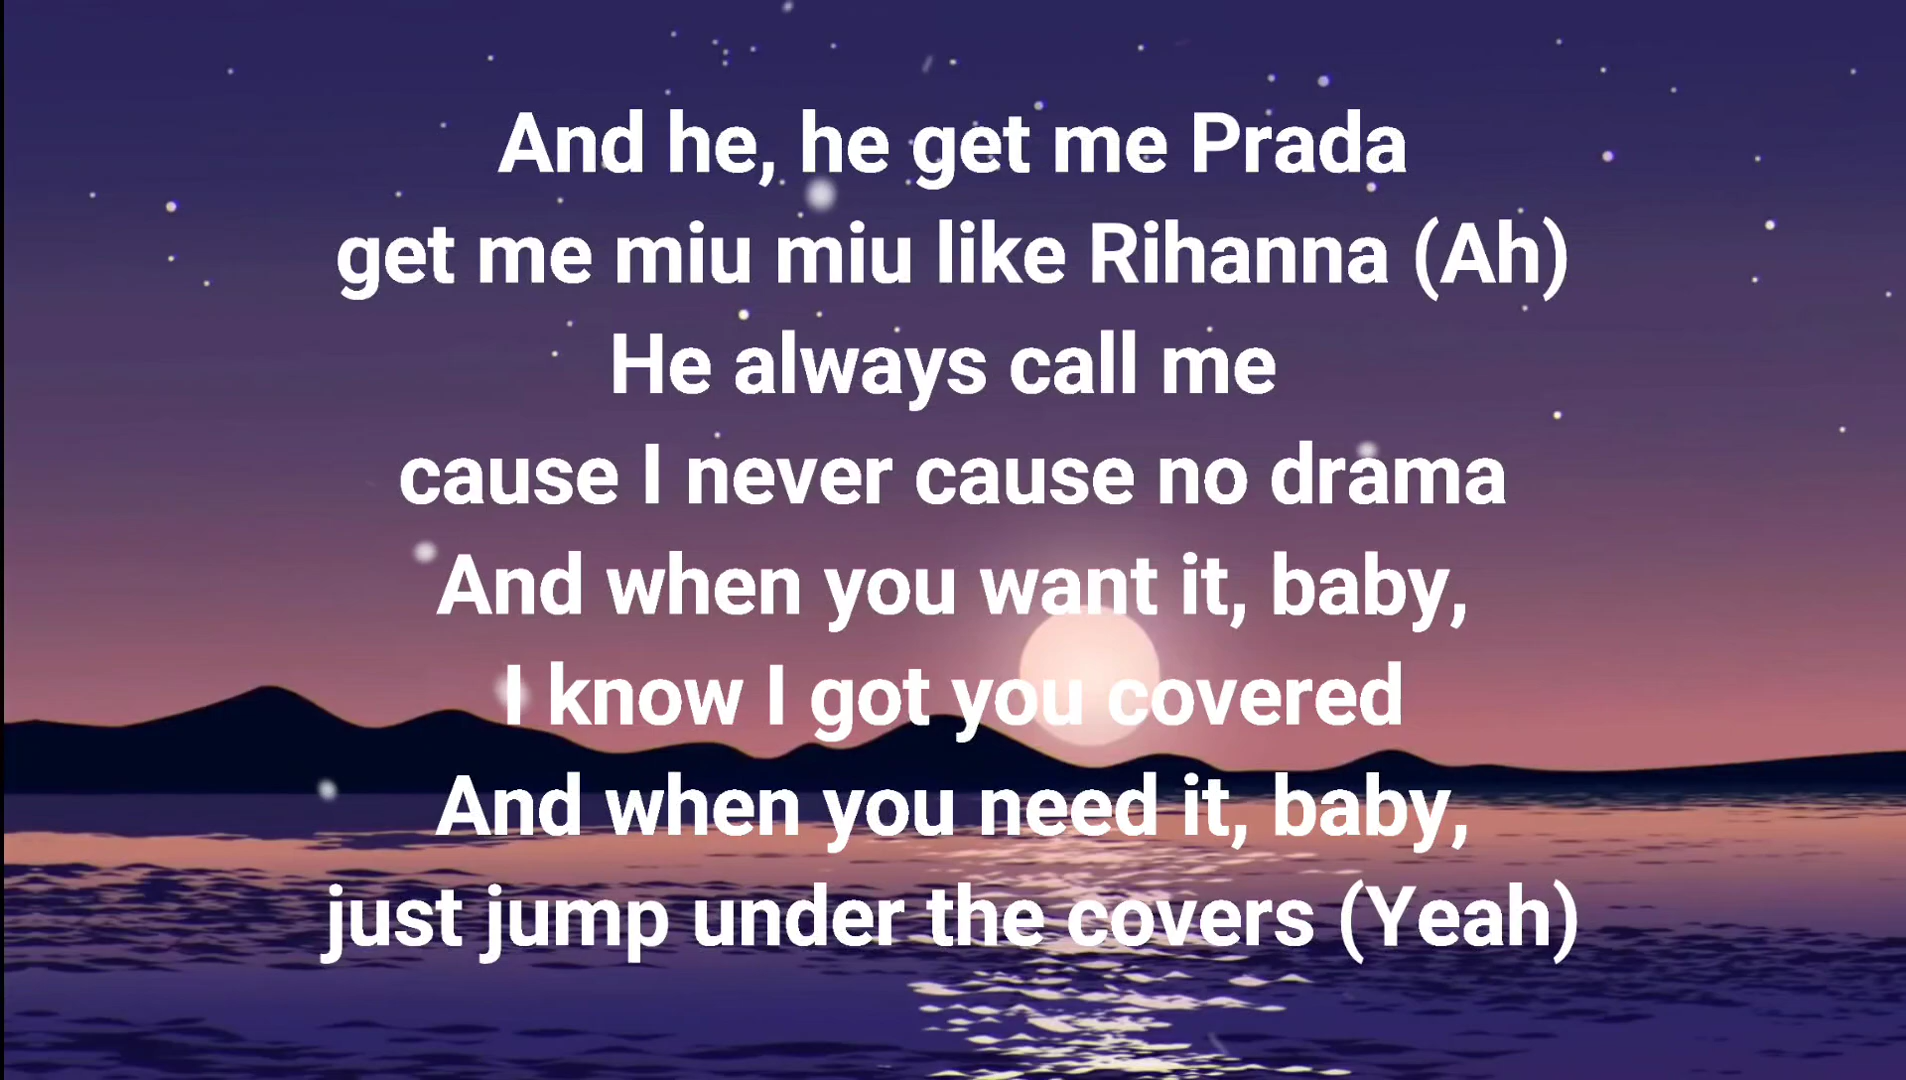 And he, he get me Prada
get me miu miu like Rihanna (Ah)
He always call me
cause I never cause no drama
And when you want it, baby,
I know I got you covered
And when you need it, baby,
just jump under the covers (Yeah)